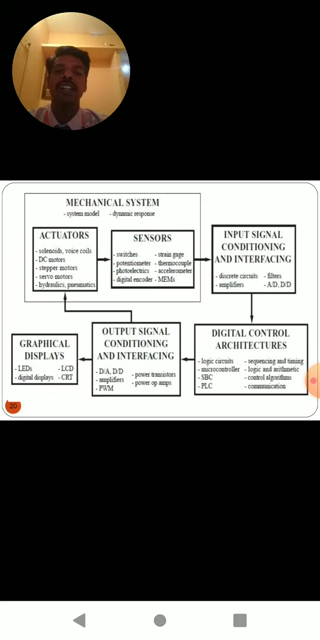 MECHANICAL SYSTEM
- system model - dynamic response
ACTUATORS
- solenoids, voice coils
- DC motors
- stepper motors
- servo motors
- hydraulics, pneumatics
SENSORS
- switches - strain gage
- potentiometer - thermocouple
- photoelectrics - accelerometer
- digital encoder - MEMs
INPUT SIGNAL
CONDITIONING
AND INTERFACING
- discrete circuits - filters
- amplifiers - A/D, D/D
GRAPHICAL
DISPLAYS
- LEDs - LCD
- digital displays - CRT
OUTPUT SIGNAL
CONDITIONING
AND INTERFACING
- D/A, D/D - power transistors
- amplifiers - power op amps
- PWM
DIGITAL CONTROL
ARCHITECTURES
- logic circuits - sequencing and timing
- microcontroller - logic and arithmetic
- SBC - control algorithms
- PLC - communication
20